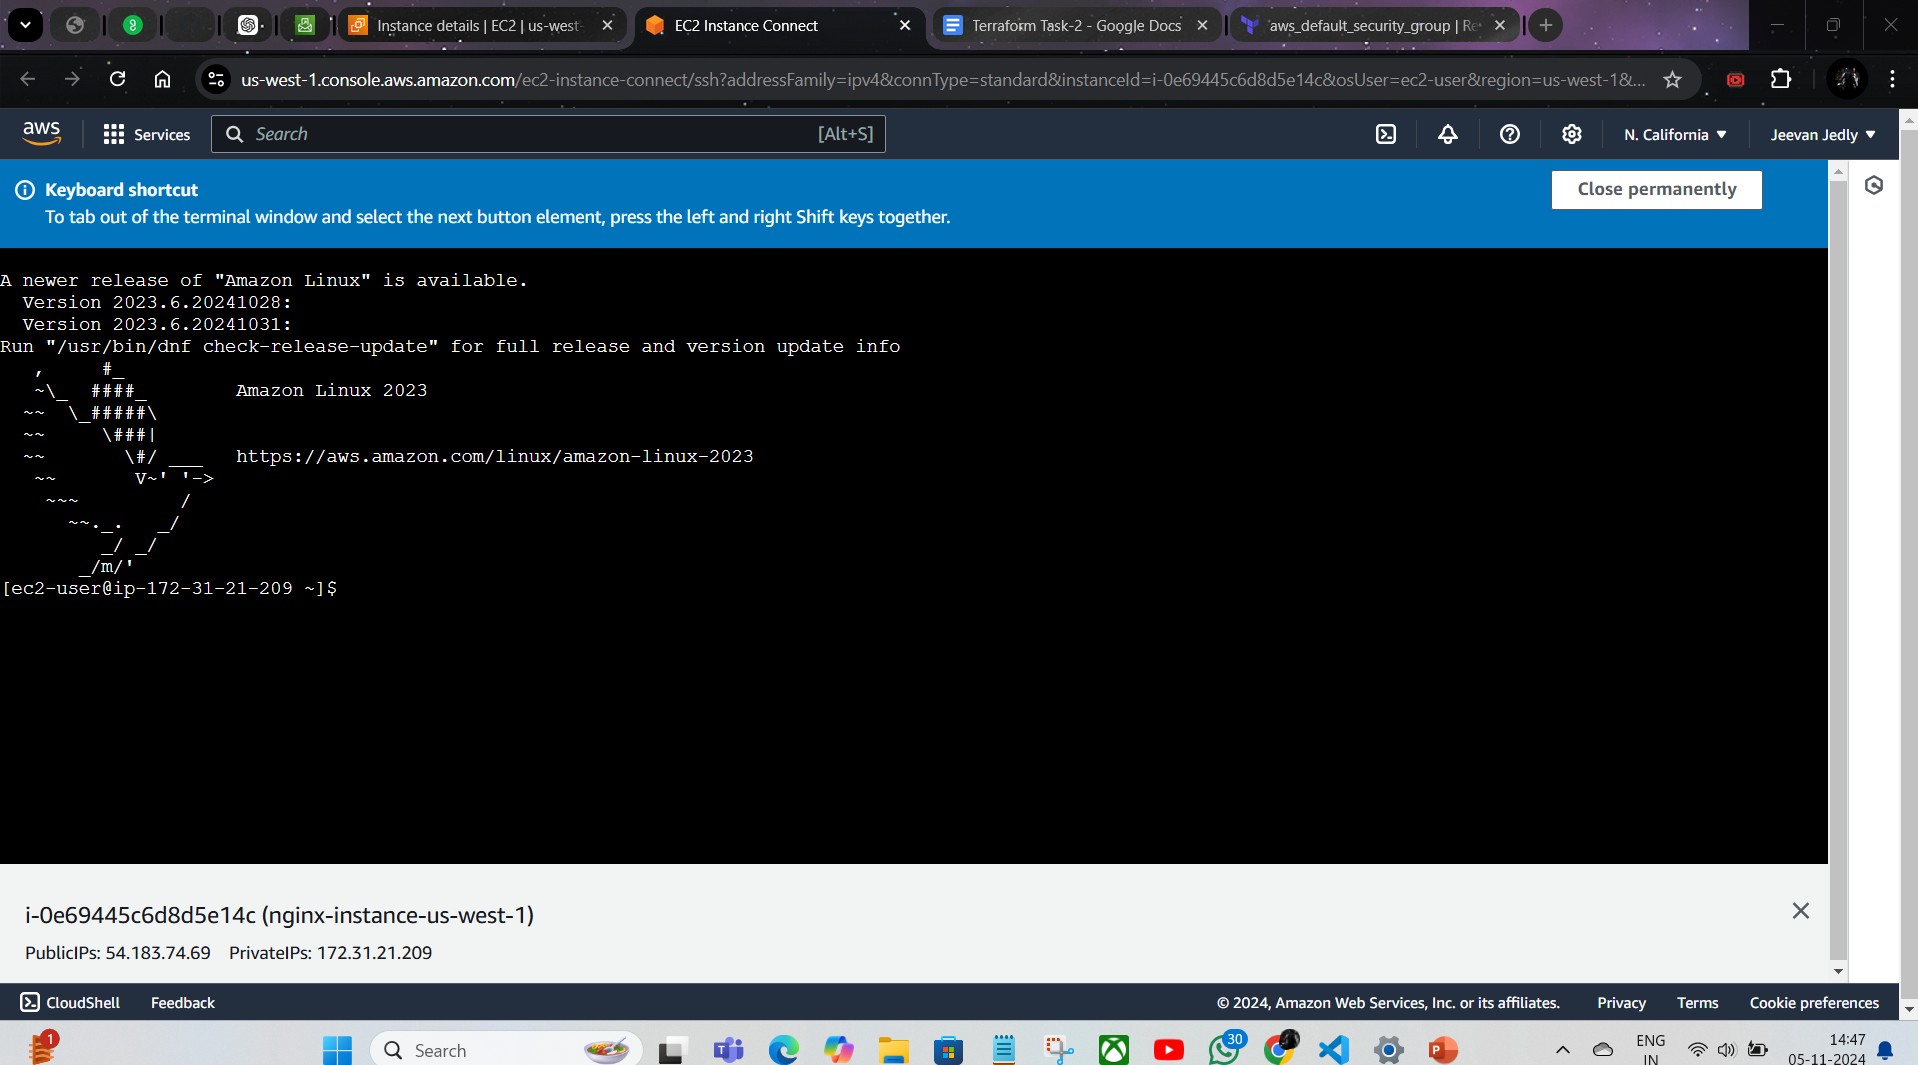 Instance details | EC2 | us-west-
EC2 Instance Connect
Terraform Task-2 - Google Docs
aws_default_security_group | Re
us-west-1.console.aws.amazon.com/ec2-instance-connect/ssh?addressFamily=ipv4&connType=standard&instanceId=i-0e69445c6d8d5e14c&osUser=ec2-user&region=us-west-1&...
aws
Services
Search
[Alt+S]
N. California
Jeevan Jedly
Keyboard shortcut
To tab out of the terminal window and select the next button element, press the left and right Shift keys together.
Close permanently
A newer release of "Amazon Linux" is available.
  Version 2023.6.20241028:
  Version 2023.6.20241031:
Run "/usr/bin/dnf check-release-update" for full release and version update info
   ,     #_
   ~\_  ####_        Amazon Linux 2023
  ~~  \_#####\
  ~~     \###|
  ~~       \#/ ___   https://aws.amazon.com/linux/amazon-linux-2023
   ~~       V~' '->
    ~~~         /
      ~~._.   _/
         _/ _/
       _/m/'
[ec2-user@ip-172-31-21-209 ~]$
i-0e69445c6d8d5e14c (nginx-instance-us-west-1)
PublicIPs: 54.183.74.69 PrivateIPs: 172.31.21.209
CloudShell
Feedback
© 2024, Amazon Web Services, Inc. or its affiliates.
Privacy
Terms
Cookie preferences
1
Search
30
ENG
IN
14:47
05-11-2024